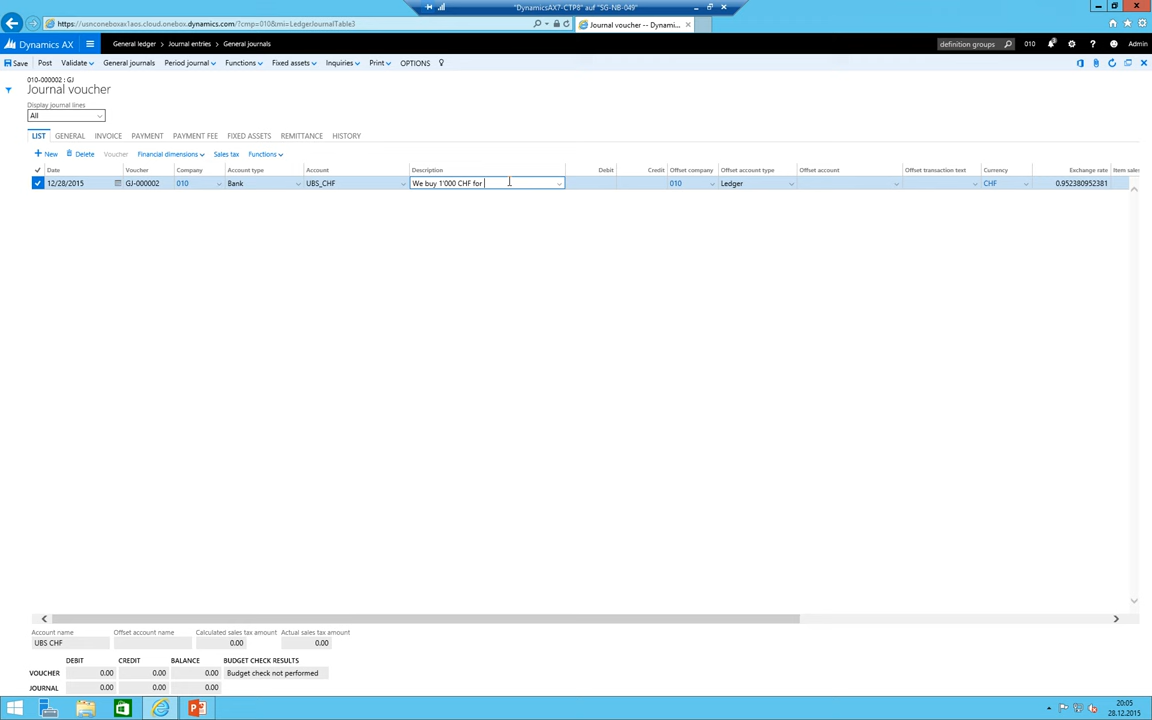 "DynamicsAX7-CTP8" auf "SG-NB-049"
https://usnconeboxax1aos.cloud.onebox.dynamics.com/?cmp=010&mi=LedgerJournalTable3
Journal voucher -- Dynami...
Dynamics AX General ledger > Journal entries > General journals definition groups 010 Admin
Save Post Validate General journals Period journal Functions Fixed assets Inquiries Print OPTIONS
010-000002 : GJ
Journal voucher
Display journal lines
All
LIST GENERAL INVOICE PAYMENT PAYMENT FEE FIXED ASSETS REMITTANCE HISTORY
New Delete Voucher Financial dimensions Sales tax Functions
Date Voucher Company Account type Account Description Debit Credit Offset company Offset account type Offset account Offset transaction text Currency Exchange rate Item sales
12/28/2015 GJ-000002 010 Bank UBS_CHF We buy 1'000 CHF for 010 Ledger CHF 0.952380952381
Account name Offset account name Calculated sales tax amount Actual sales tax amount
UBS CHF 0.00 0.00
DEBIT CREDIT BALANCE BUDGET CHECK RESULTS
VOUCHER 0.00 0.00 0.00 Budget check not performed
JOURNAL 0.00 0.00 0.00
20:05
28.12.2015